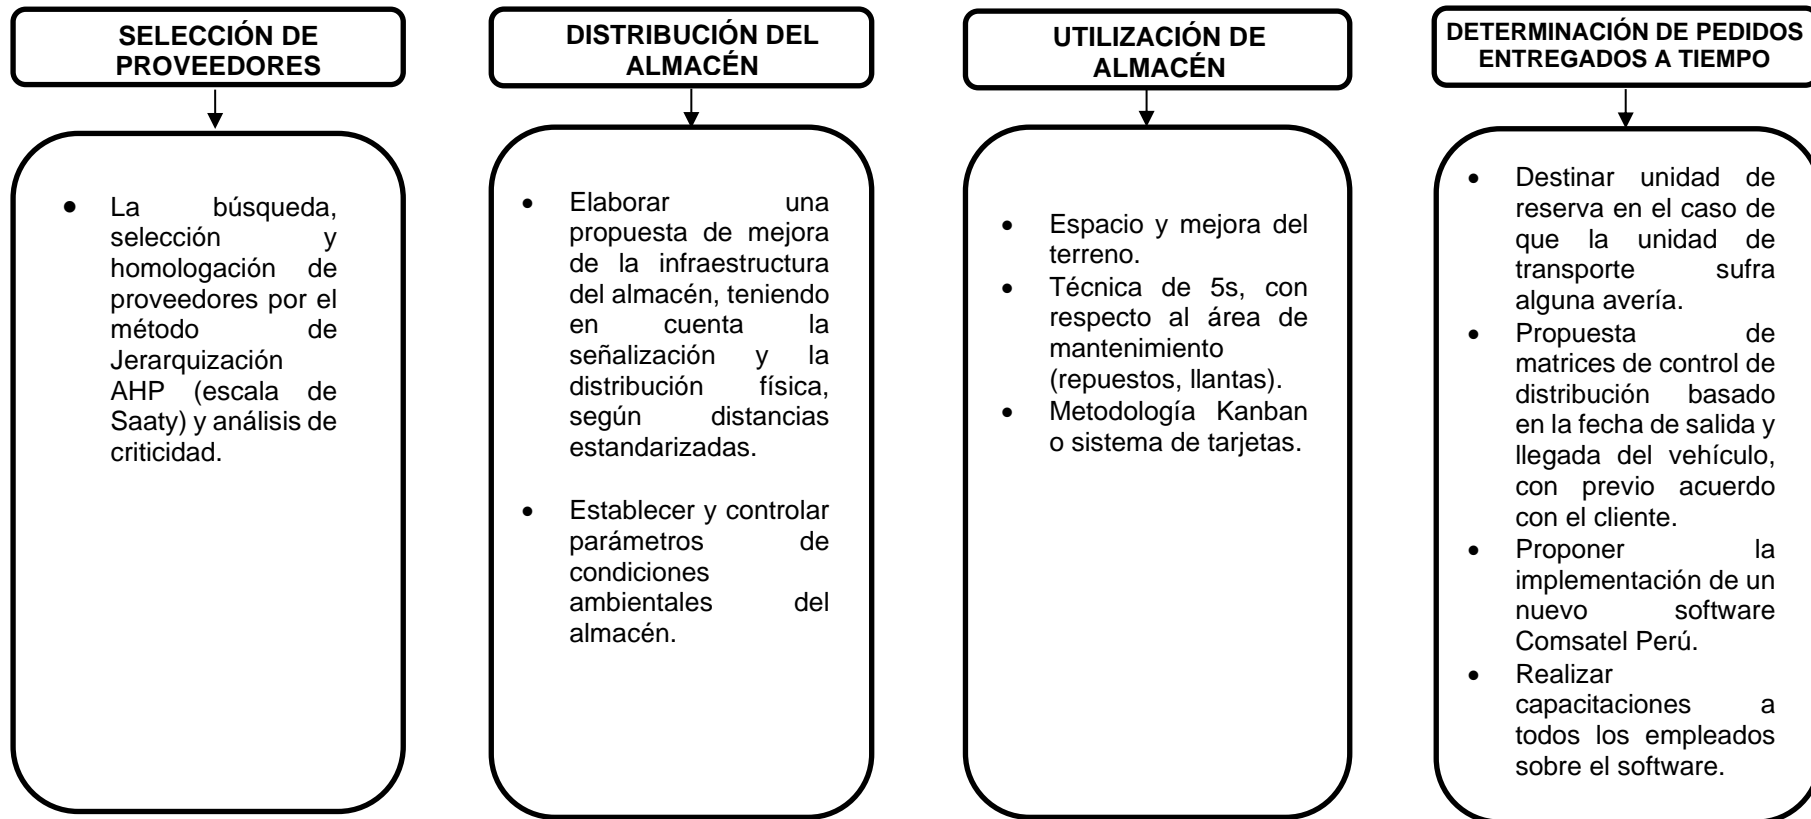 SELECCIÓN DE
PROVEEDORES
• La búsqueda,
selección y
homologación de
proveedores por el
método de
Jerarquización
AHP (escala de
Saaty) y análisis de
criticidad.
DISTRIBUCIÓN DEL
ALMACÉN
• Elaborar una
propuesta de mejora
de la infraestructura
del almacén, teniendo
en cuenta la
señalización y la
distribución física,
según distancias
estandarizadas.
• Establecer y controlar
parámetros de
condiciones
ambientales del
almacén.
UTILIZACIÓN DE
ALMACÉN
• Espacio y mejora del
terreno.
• Técnica de 5s, con
respecto al área de
mantenimiento
(repuestos, llantas).
• Metodología Kanban
o sistema de tarjetas.
DETERMINACIÓN DE PEDIDOS
ENTREGADOS A TIEMPO
• Destinar unidad de
reserva en el caso de
que la unidad de
transporte sufra
alguna avería.
• Propuesta de
matrices de control de
distribución basado
en la fecha de salida y
llegada del vehículo,
con previo acuerdo
con el cliente.
• Proponer la
implementación de un
nuevo software
Comsatel Perú.
• Realizar
capacitaciones a
todos los empleados
sobre el software.